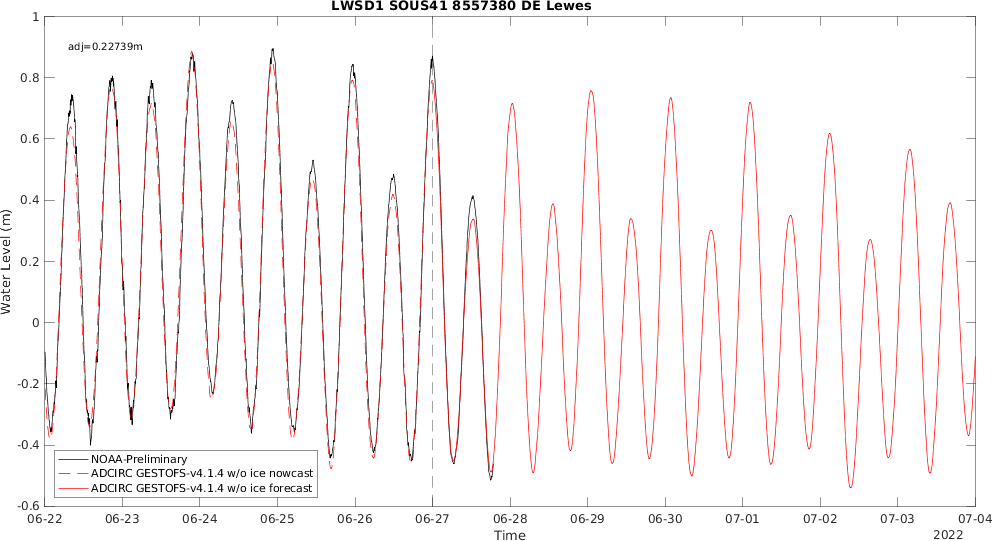 LWSD1 SOUS41 8557380 DE Lewes
adj=0.22739m
Water Level (m)
1
0.8
0.6
0.4
0.2
0
-0.2
-0.4
-0.6
NOAA-Preliminary
ADCIRC GESTOFS-v4.1.4 w/o ice nowcast
ADCIRC GESTOFS-v4.1.4 w/o ice forecast
06-22 06-23 06-24 06-25 06-26 06-27 06-28 06-29 06-30 07-01 07-02 07-03 07-04
Time
2022